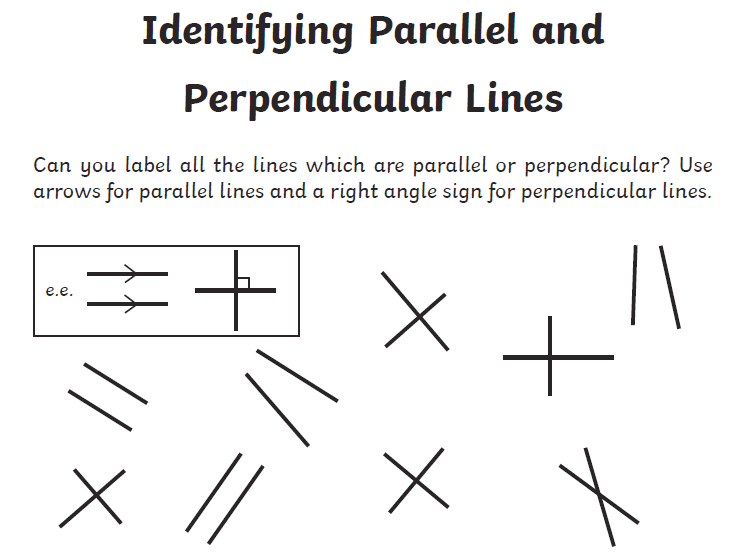 Identifying Parallel and
Perpendicular Lines
Can you label all the lines which are parallel or perpendicular? Use
arrows for parallel lines and a right angle sign for perpendicular lines.
e.e.